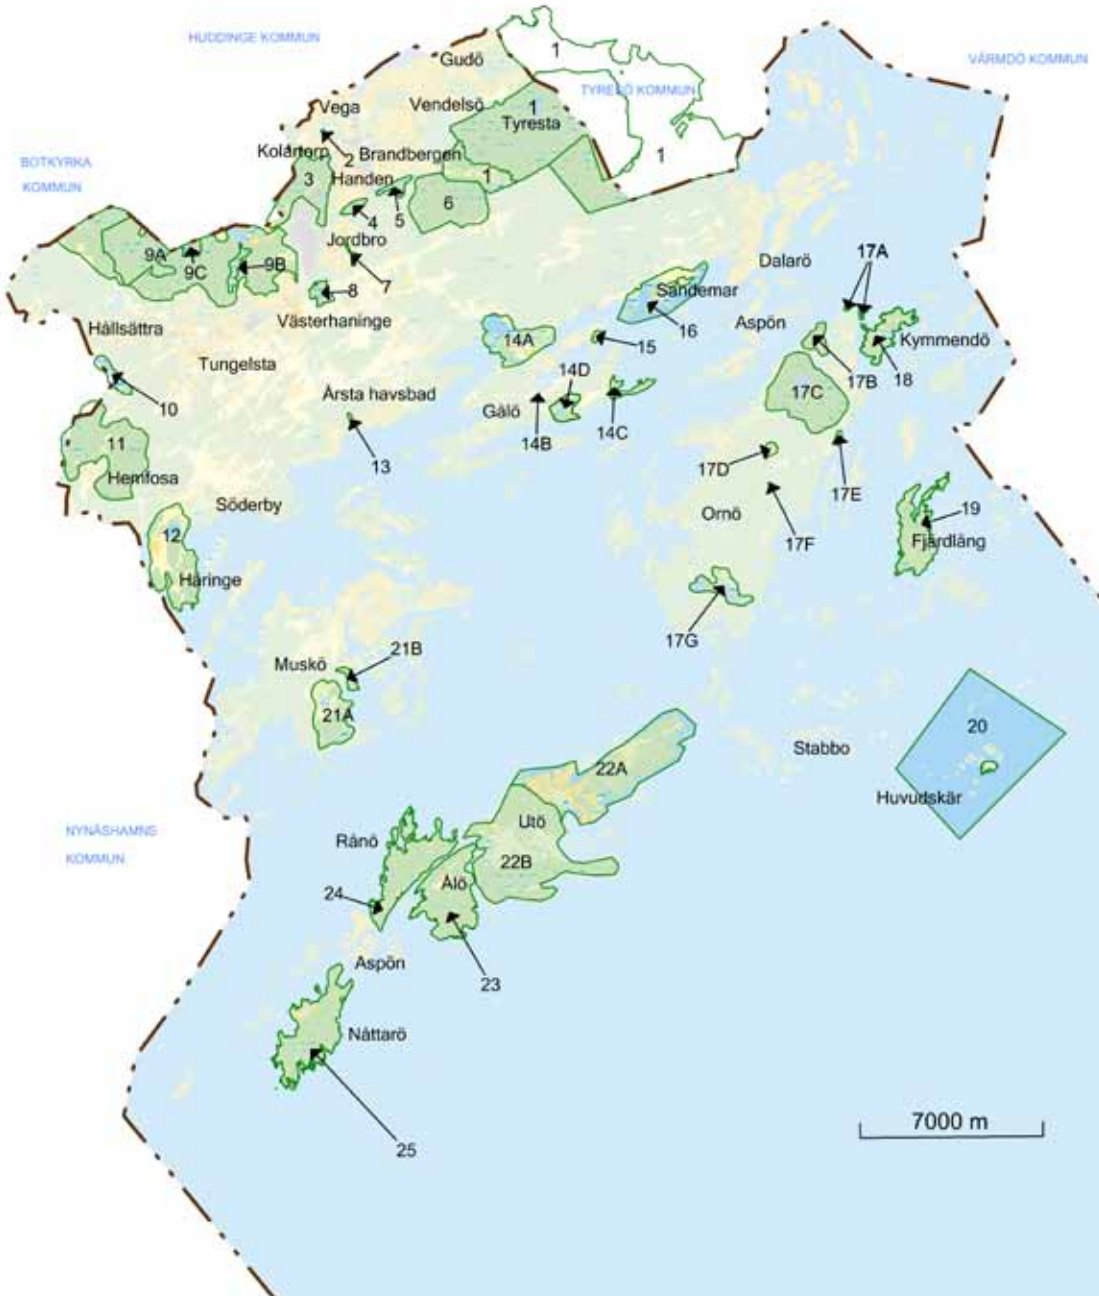 HUDDINGE KOMMUN
1
Gudö
VÄRMDÖ KOMMUN
TYRESÖ KOMMUN
Vega
Vendelsö
1
Tyresta
Kolartorp
2
Brandbergen
BOTKYRKA
KOMMUN
3
Handen
1
1
4
5
6
9A
9C
9B
Jordbro
7
Dalarö
17A
8
Sandemar
Hållsättra
Västerhaninge
16
Aspön
Kymmendö
14A
15
17B
18
Tungelsta
10
Årsta havsbad
14D
17C
Gålö
14B
14C
11
13
17D
17E
Hemfosa
Söderby
Ornö
17F
19
12
Fjärdlång
Häringe
17G
21B
Muskö
21A
20
Stabbo
22A
Huvudskär
Utö
NYNÄSHAMNS
KOMMUN
Rånö
22B
Ålö
24
Aspön
23
Nåttarö
7000 m
25